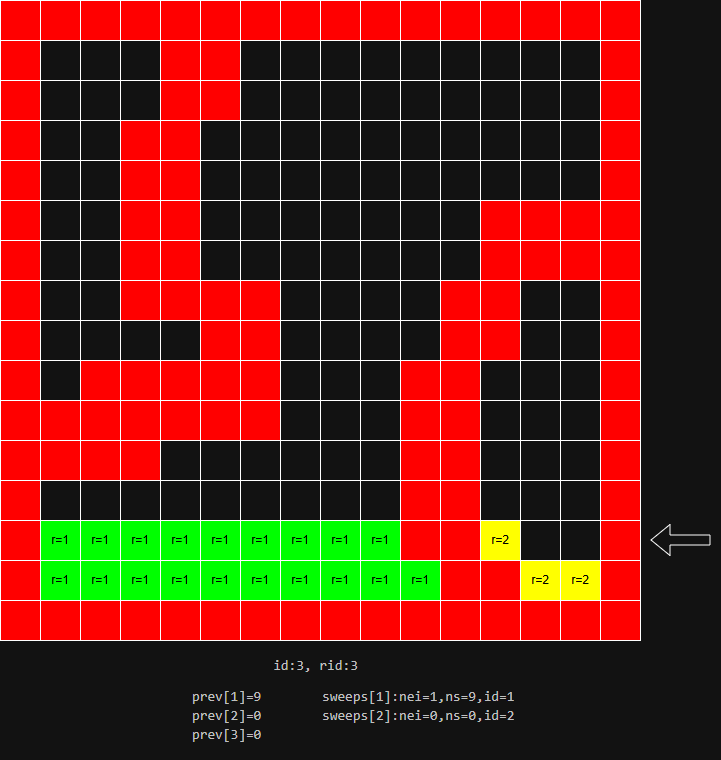 r=1 r=1 r=1 r=1 r=1 r=1 r=1 r=1 r=1 r=2
r=1 r=1 r=1 r=1 r=1 r=1 r=1 r=1 r=1 r=1 r=2 r=2
id:3, rid:3
prev[1]=9 sweeps[1]:nei=1,ns=9,id=1
prev[2]=0 sweeps[2]:nei=0,ns=0,id=2
prev[3]=0